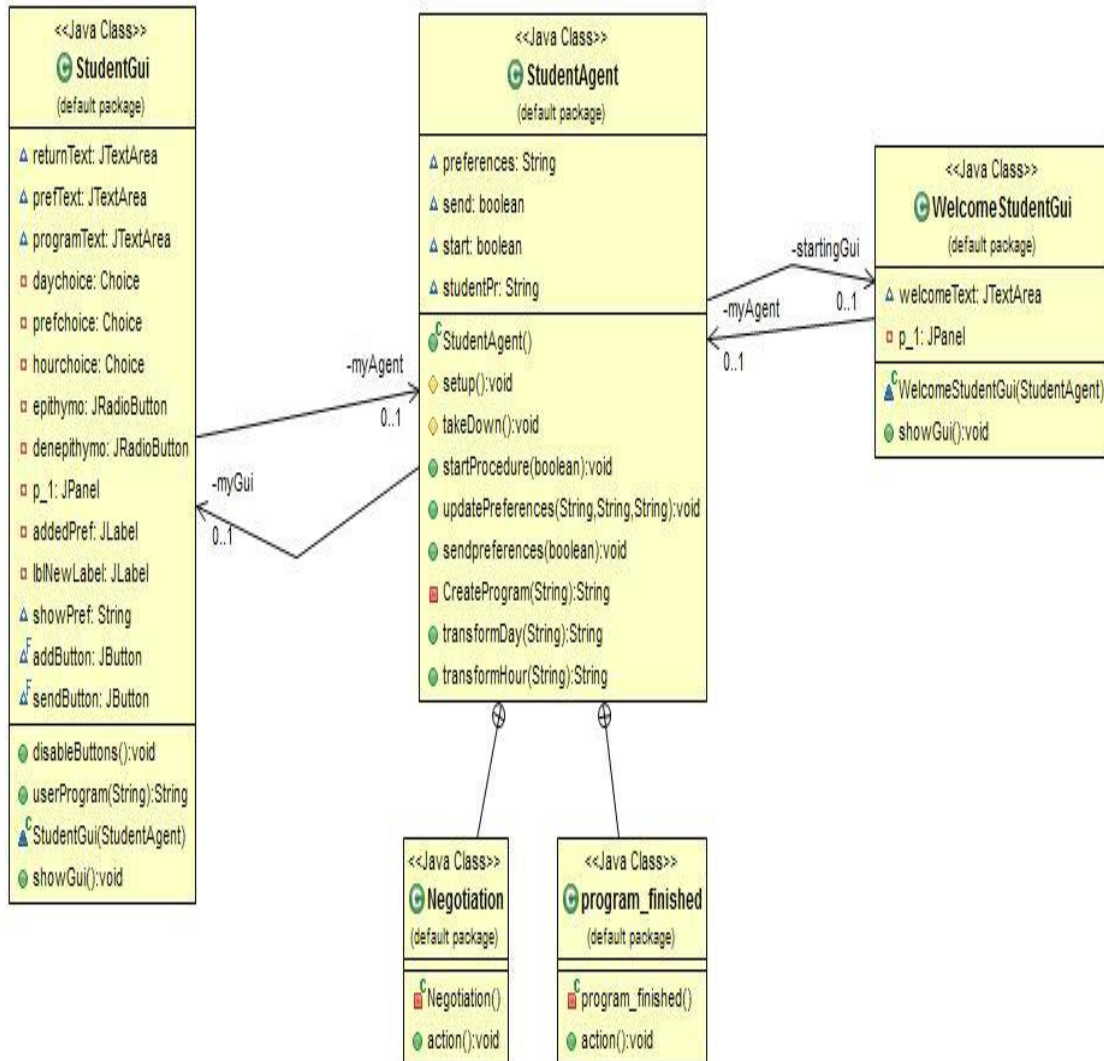 <<Java Class>>
StudentGui
(default package)
returnText: JTextArea
prefText: JTextArea
programText: JTextArea
daychoice: Choice
prefchoice: Choice
hourchoice: Choice
epithymo: JRadioButton
denepithymo: JRadioButton
p_1: JPanel
addedPref: JLabel
lblNewLabel: JLabel
showPref: String
addButton: JButton
sendButton: JButton
disableButtons():void
userProgram(String):String
StudentGui(StudentAgent)
showGui():void
-myAgent
0..1
-myGui
0..1
<<Java Class>>
StudentAgent
(default package)
preferences: String
send: boolean
start: boolean
studentPr: String
StudentAgent()
setup():void
takeDown():void
startProcedure(boolean):void
updatePreferences(String,String,String):void
sendpreferences(boolean):void
CreateProgram(String):String
transformDay(String):String
transformHour(String):String
-startingGui
0..1
-myAgent
0..1
<<Java Class>>
WelcomeStudentGui
(default package)
welcomeText: JTextArea
p_1: JPanel
WelcomeStudentGui(StudentAgent)
showGui():void
<<Java Class>>
Negotiation
(default package)
Negotiation()
action():void
<<Java Class>>
program_finished
(default package)
program_finished()
action():void